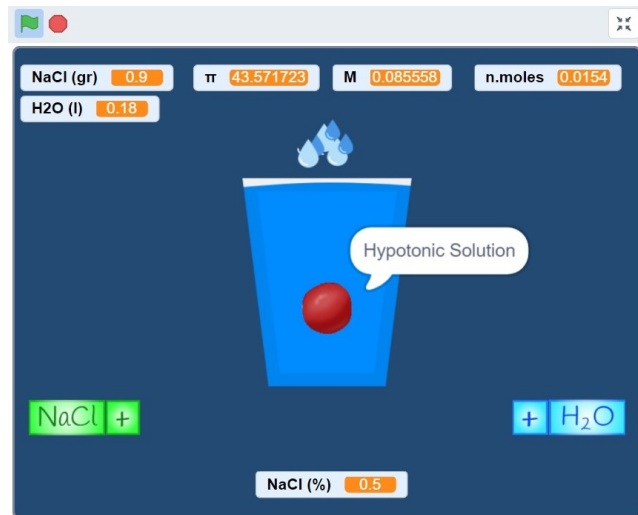 NaCl (gr) 0.9
π 43.571723
M 0.085558
n.moles 0.0154
H2O (l) 0.18
Hypotonic Solution
NaCl +
+ H₂O
NaCl (%) 0.5